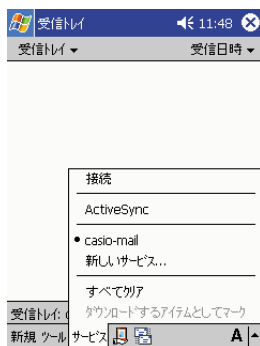 受信トレイ 11:48
受信トレイ 受信日時
接続
ActiveSync
casio-mail
新しいサービス...
すべてクリア
ダウンロードするアイテムとしてマーク
受信トレイ:
新規 ツール サービス A